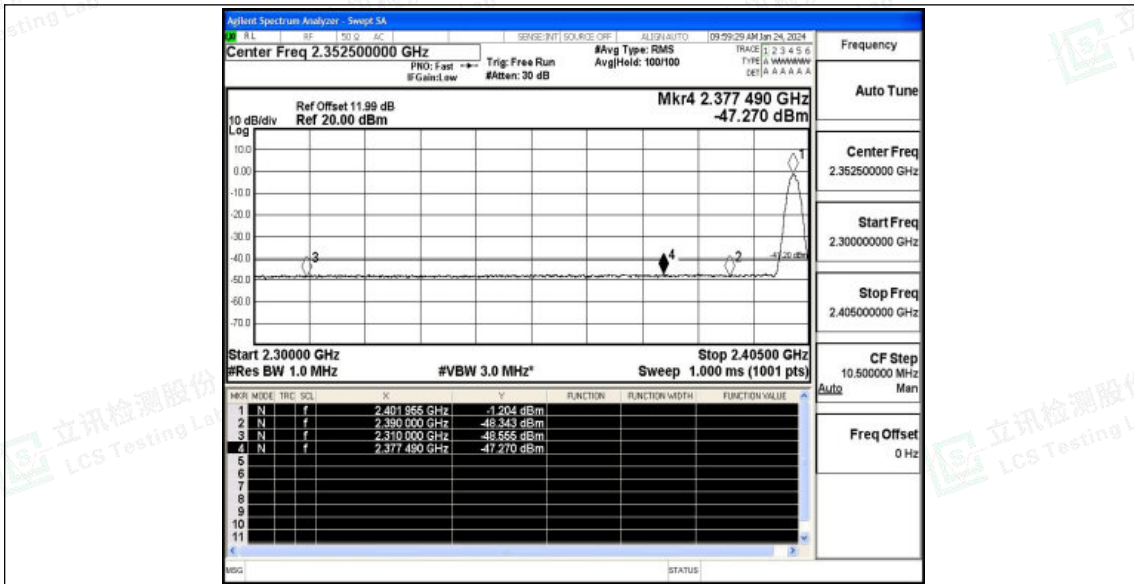 Agilent Spectrum Analyzer - Swept SA
RL RF 50 Ω AC SENSE:INT SOURCE OFF ALIGN AUTO 09:59:29 AM Jan 24, 2024
Center Freq 2.352500000 GHz
PNO: Fast
IFGain:Low
Trig: Free Run
#Atten: 30 dB
#Avg Type: RMS
Avg|Hold: 100/100
TRACE 1 2 3 4 5 6
TYPE A WWWWW
DET A A A A A A
Frequency
Auto Tune
Center Freq
2.352500000 GHz
Start Freq
2.300000000 GHz
Stop Freq
2.405000000 GHz
CF Step
10.500000 MHz
Auto Man
Freq Offset
0 Hz
Mkr4 2.377 490 GHz
-47.270 dBm
Ref Offset 11.99 dB
10 dB/div Ref 20.00 dBm
Log
10.0
0.00
-10.0
-20.0
-30.0
-40.0
-50.0
-60.0
-70.0
1
3
4
2
Start 2.30000 GHz Stop 2.40500 GHz
#Res BW 1.0 MHz #VBW 3.0 MHz* Sweep 1.000 ms (1001 pts)
MKR MODE TRC SCL X Y FUNCTION FUNCTION WIDTH FUNCTION VALUE
1 N f 2.401 955 GHz -1.204 dBm
2 N f 2.390 000 GHz -48.343 dBm
3 N f 2.310 000 GHz -48.555 dBm
4 N f 2.377 490 GHz -47.270 dBm
5
6
7
8
9
10
11
MSG STATUS
立讯检测股份
LCS Testing Lab
立讯检测股份
LCS Testing L